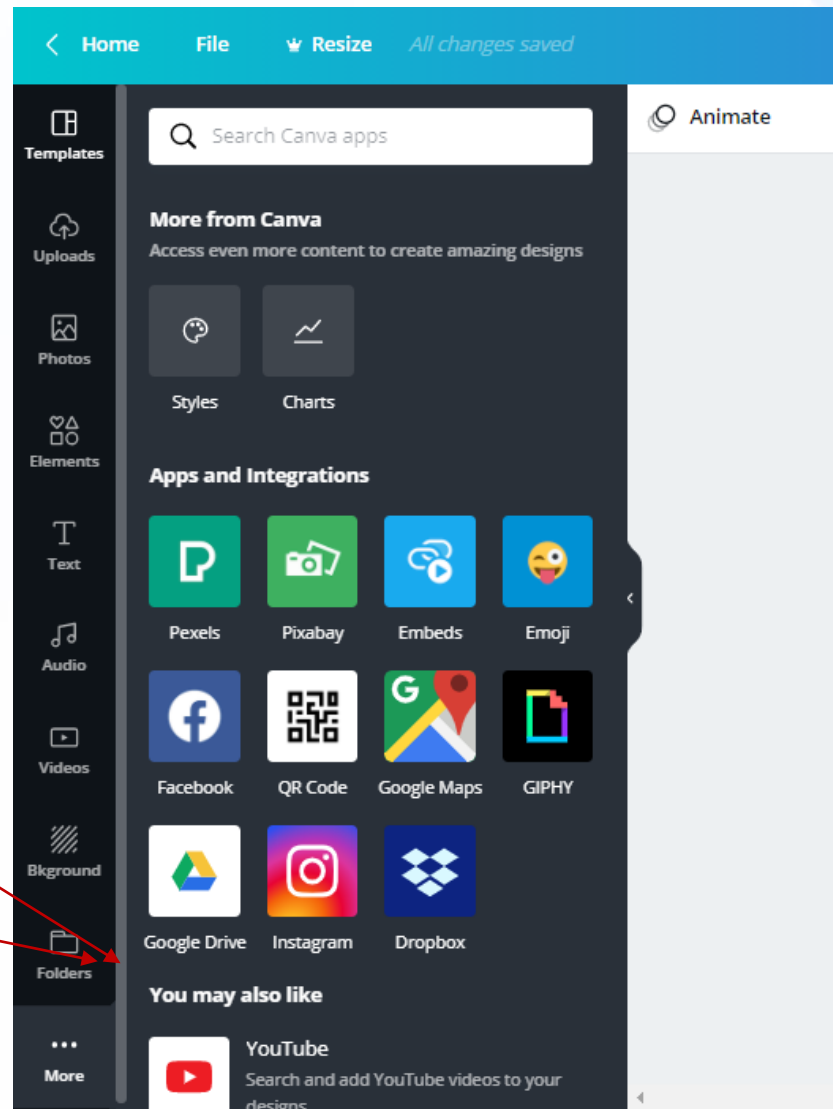 Home File Resize All changes saved
Templates
Uploads
Photos
Elements
Text
Audio
Videos
Bkground
Folders
More
Search Canva apps
More from Canva
Access even more content to create amazing designs
Styles Charts
Apps and Integrations
Pexels Pixabay Embeds Emoji
Facebook QR Code Google Maps GIPHY
Google Drive Instagram Dropbox
You may also like
YouTube
Search and add YouTube videos to your
designs
Animate